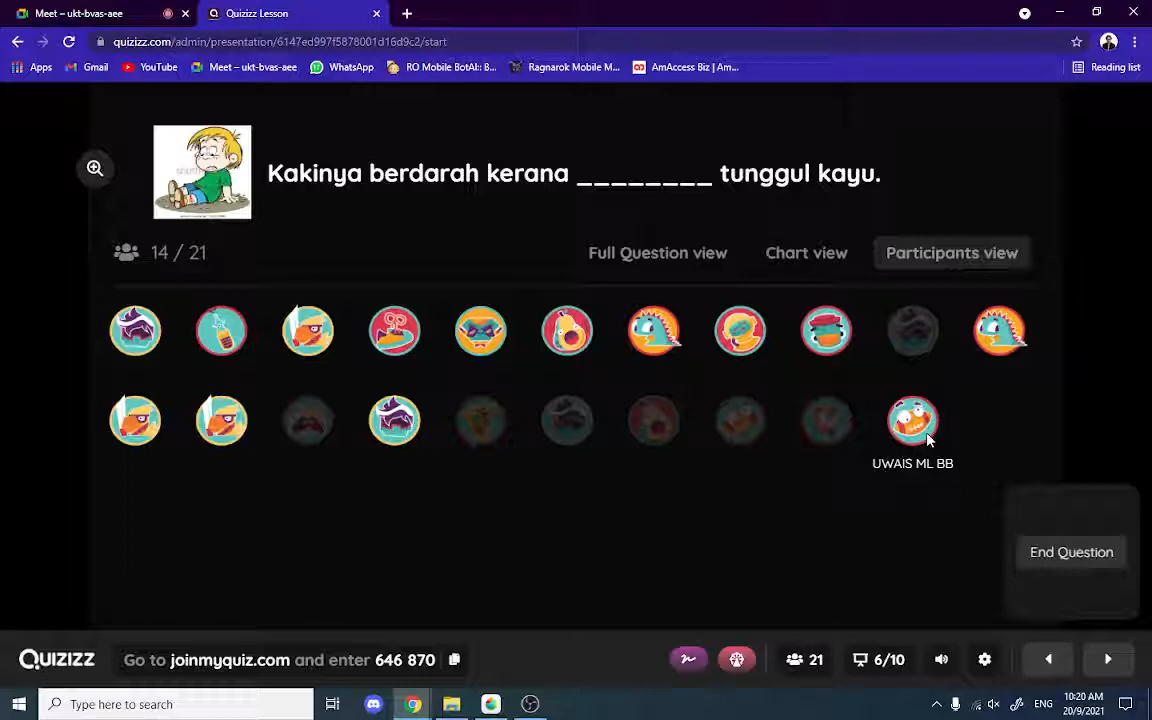 Meet – ukt-bvas-aee
Quizizz Lesson
quizizz.com/admin/presentation/6147ed997f5878001d16d9c2/start
Apps
Gmail
YouTube
Meet – ukt-bvas-aee
WhatsApp
RO Mobile BotAI:: B...
Ragnarok Mobile M...
AmAccess Biz | Am...
Reading list
Kakinya berdarah kerana ________ tunggul kayu.
14 / 21
Full Question view
Chart view
Participants view
UWAIS ML BB
End Question
Quizizz
Go to joinmyquiz.com and enter 646 870
21
6/10
Type here to search
ENG
10:20 AM
20/9/2021